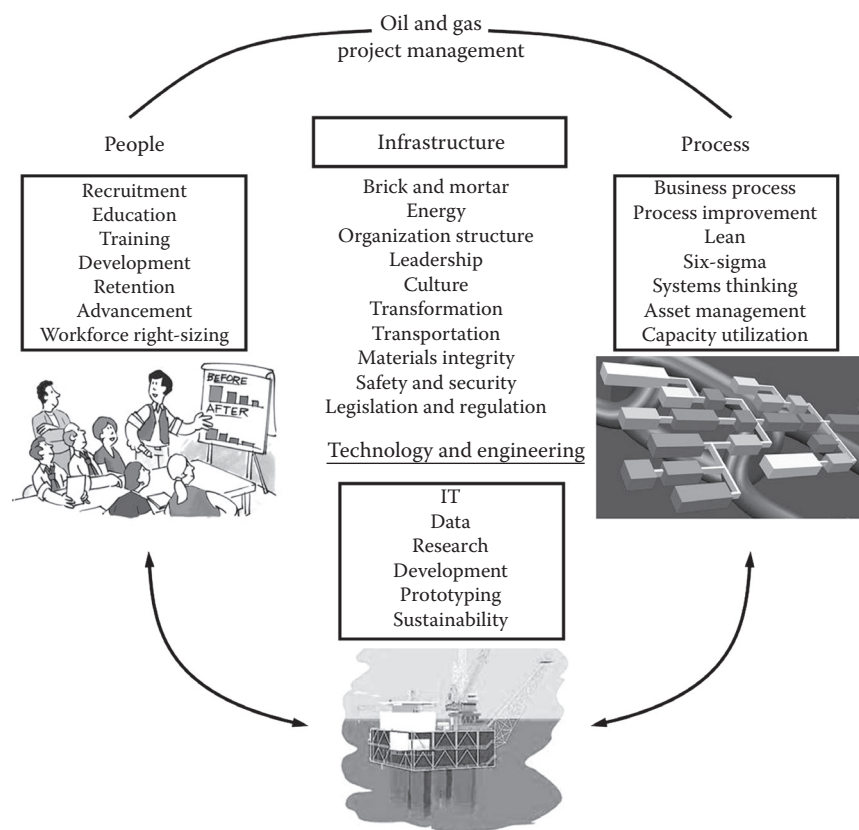 Oil and gas
project management
People
Recruitment
Education
Training
Development
Retention
Advancement
Workforce right-sizing
BEFORE
AFTER
Infrastructure
Brick and mortar
Energy
Organization structure
Leadership
Culture
Transformation
Transportation
Materials integrity
Safety and security
Legislation and regulation
Technology and engineering
IT
Data
Research
Development
Prototyping
Sustainability
Process
Business process
Process improvement
Lean
Six-sigma
Systems thinking
Asset management
Capacity utilization